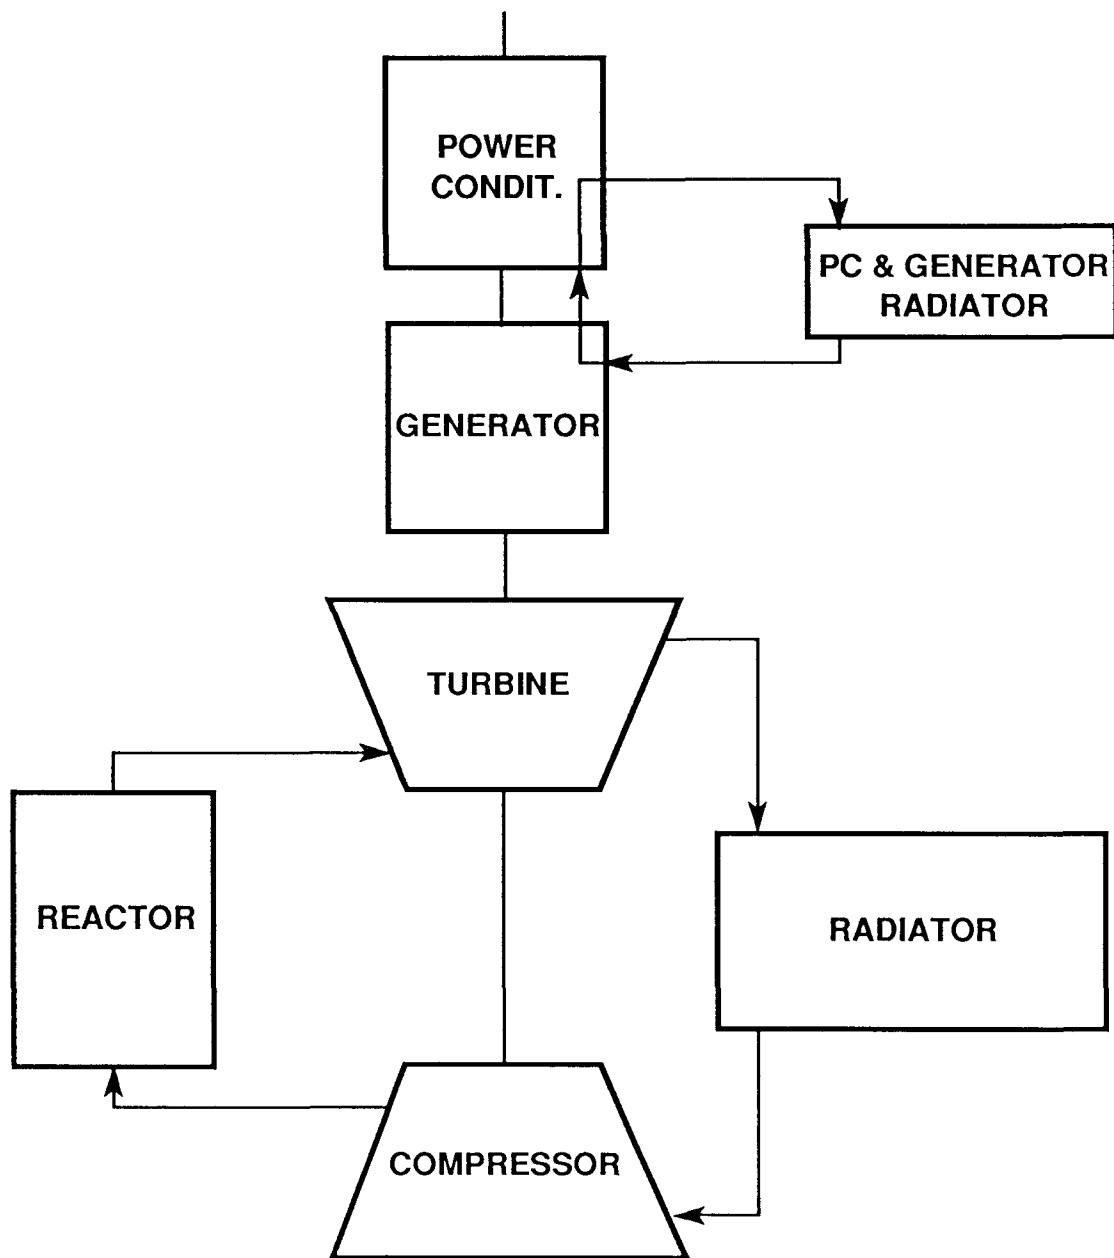 POWER
CONDIT.
PC & GENERATOR
RADIATOR
GENERATOR
TURBINE
REACTOR
RADIATOR
COMPRESSOR